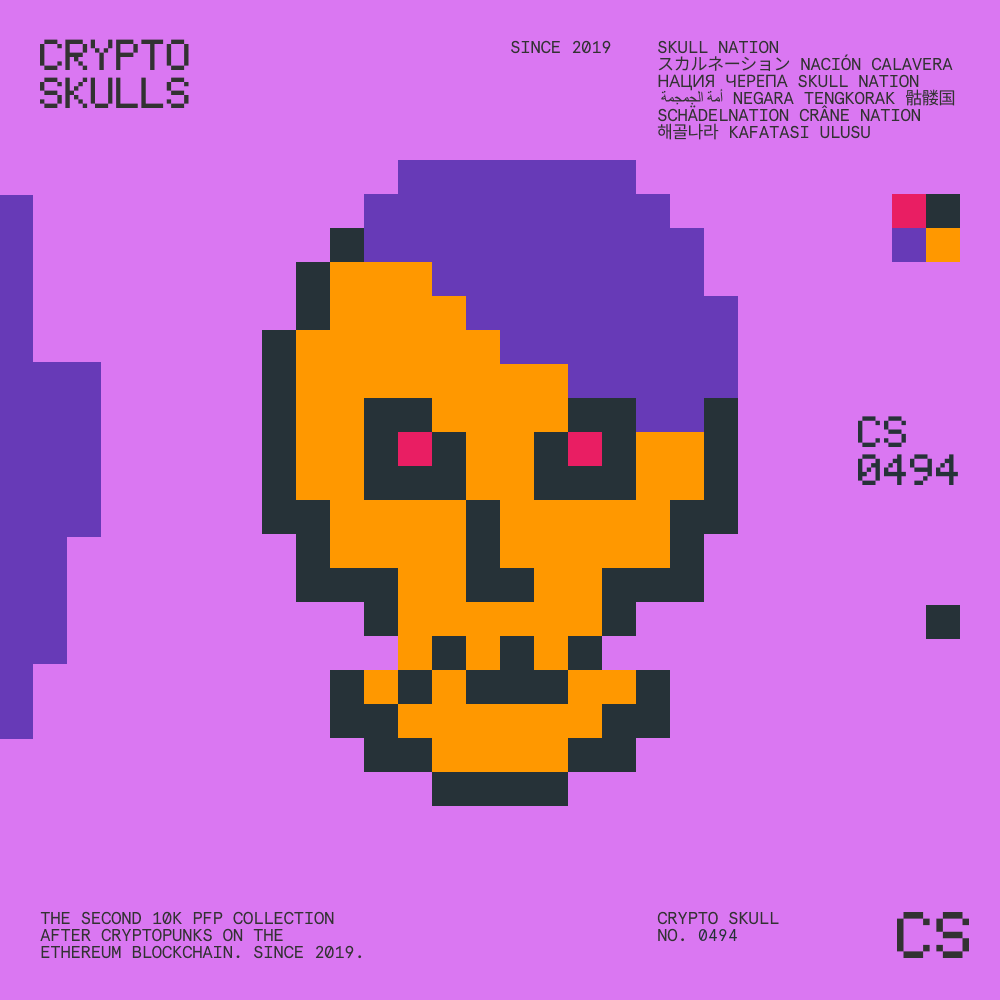 CRYPTO
SKULLS
SINCE 2019
SKULL NATION
スカルネーション NACIÓN CALAVERA
НАЦИЯ ЧЕРЕПА SKULL NATION
أمة الجمجمة NEGARA TENGKORAK 骷髅国
SCHÄDELNATION CRÂNE NATION
해골나라 KAFATASI ULUSU
CS
0494
THE SECOND 10K PFP COLLECTION
AFTER CRYPTOPUNKS ON THE
ETHEREUM BLOCKCHAIN. SINCE 2019.
CRYPTO SKULL
NO. 0494
CS